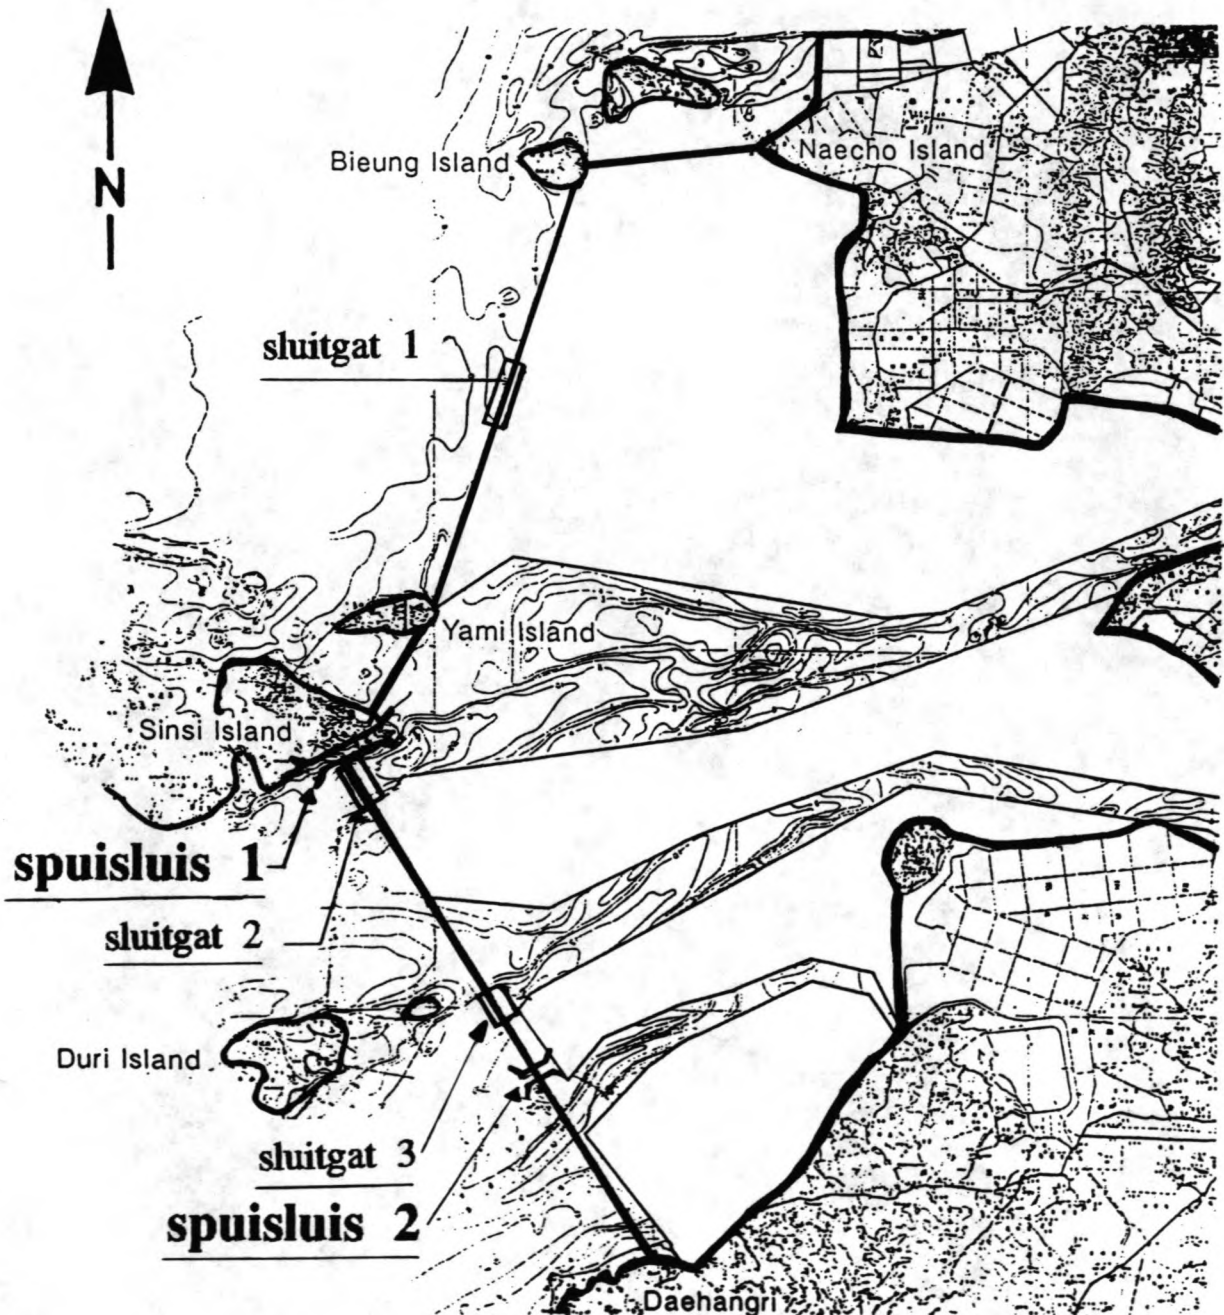 N
Bieung Island
Naecho Island
sluitgat 1
Yami Island
Sinsi Island
spuisluis 1
sluitgat 2
Duri Island
sluitgat 3
spuisluis 2
Daehangri